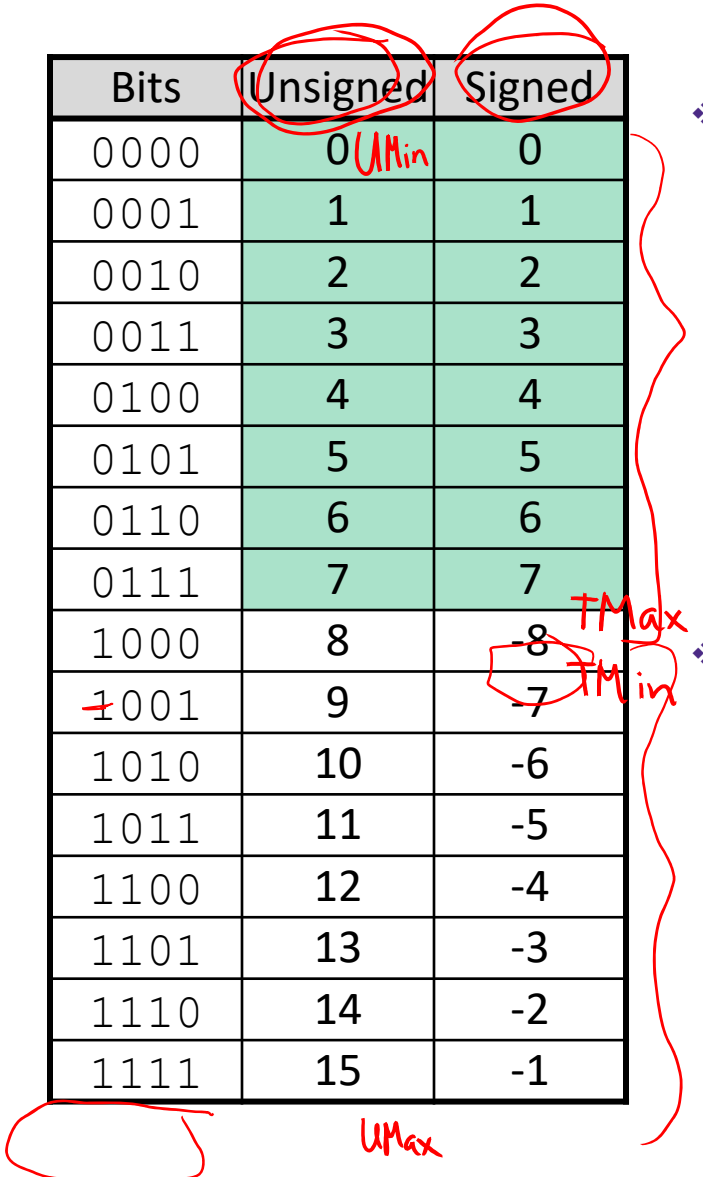 Bits Unsigned Signed
0000 0 UMin 0
0001 1 1
0010 2 2
0011 3 3
0100 4 4
0101 5 5
0110 6 6
0111 7 7 TMax
1000 8 -8 TMin
1001 9 -7
1010 10 -6
1011 11 -5
1100 12 -4
1101 13 -3
1110 14 -2
1111 15 -1
UMax